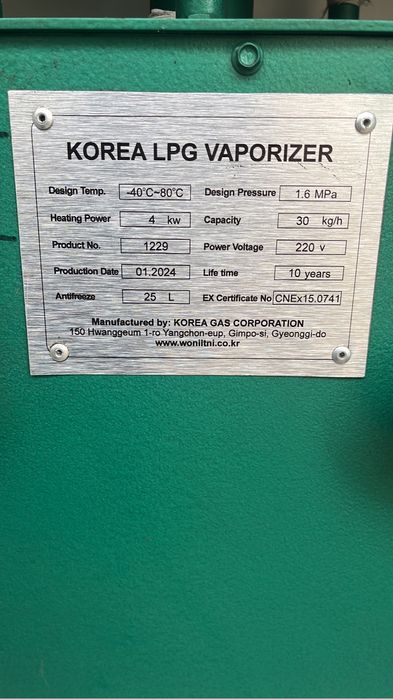 KOREA LPG VAPORIZER
Design Temp. -40°C~80°C Design Pressure 1.6 MPa
Heating Power 4 kw Capacity 30 kg/h
Product No. 1229 Power Voltage 220 v
Production Date 01.2024 Life time 10 years
Antifreeze 25 L EX Certificate No CNEx15.0741
Manufactured by: KOREA GAS CORPORATION
150 Hwanggeum 1-ro Yangchon-eup, Gimpo-si, Gyeonggi-do
www.woniltni.co.kr